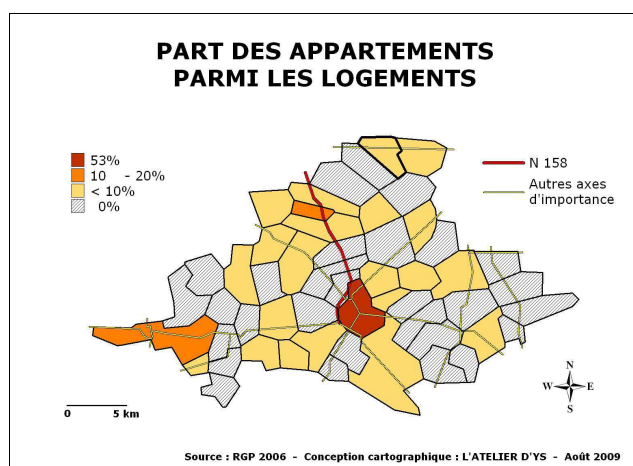 PART DES APPARTEMENTS
PARMI LES LOGEMENTS
53%
10 - 20%
< 10%
0%
N 158
Autres axes
d'importance
0 5 km
N
W E
S
Source : RGP 2006 - Conception cartographique : L'ATELIER D'YS - Août 2009